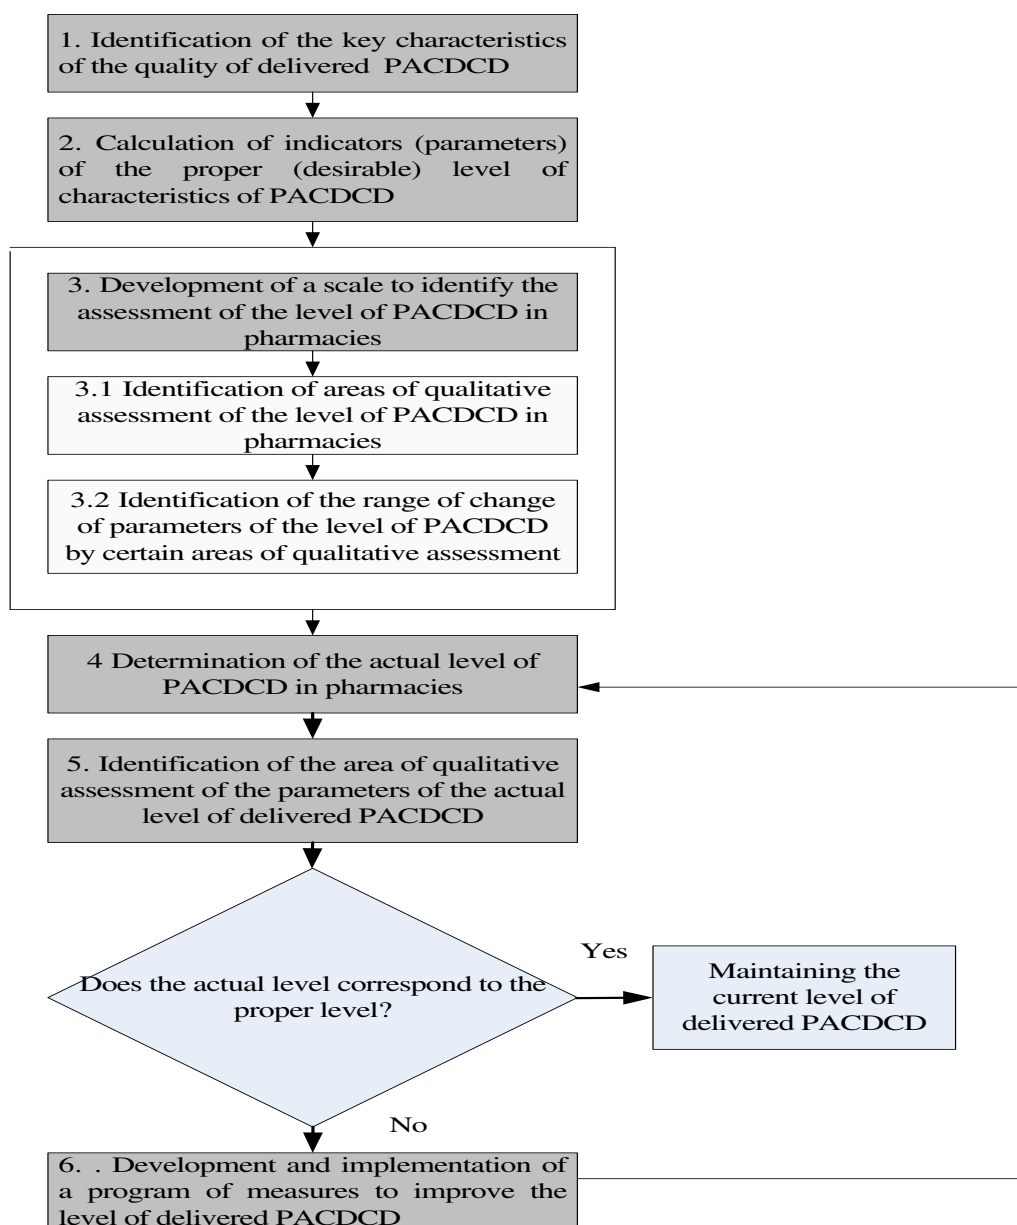 1. Identification of the key characteristics
of the quality of delivered PACDCD
2. Calculation of indicators (parameters)
of the proper (desirable) level of
characteristics of PACDCD
3. Development of a scale to identify the
assessment of the level of PACDCD in
pharmacies
3.1 Identification of areas of qualitative
assessment of the level of PACDCD in
pharmacies
3.2 Identification of the range of change
of parameters of the level of PACDCD
by certain areas of qualitative assessment
4 Determination of the actual level of
PACDCD in pharmacies
5. Identification of the area of qualitative
assessment of the parameters of the actual
level of delivered PACDCD
Does the actual level correspond to the
proper level?
Yes
Maintaining the
current level of
delivered PACDCD
No
6. . Development and implementation of
a program of measures to improve the
level of delivered PACDCD